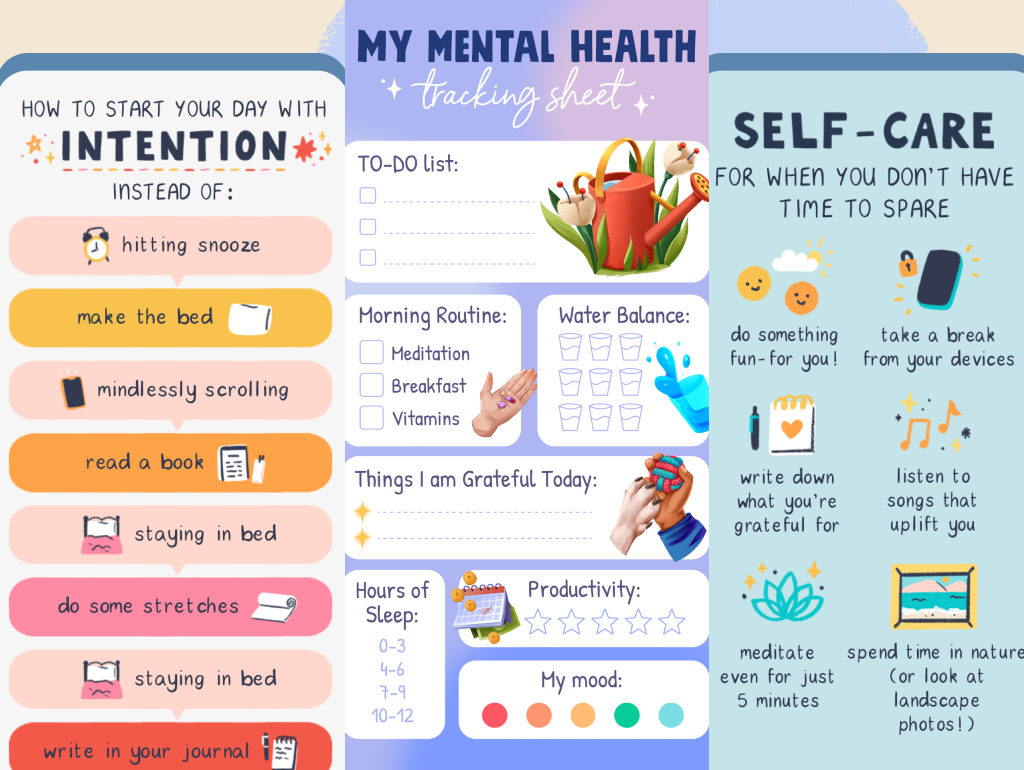 HOW TO START YOUR DAY WITH
INTENTION
INSTEAD OF:
hitting snooze
make the bed
mindlessly scrolling
read a book
staying in bed
do some stretches
staying in bed
write in your journal
MY MENTAL HEALTH
tracking sheet
TO-DO list:
Morning Routine:
Meditation
Breakfast
Vitamins
Water Balance:
Things I am Grateful Today:
Hours of
Sleep:
0-3
4-6
7-9
10-12
Productivity:
My mood:
SELF-CARE
FOR WHEN YOU DON'T HAVE
TIME TO SPARE
do something
fun-for you!
take a break
from your devices
write down
what you're
grateful for
listen to
songs that
uplift you
meditate
even for just
5 minutes
spend time in nature
(or look at
landscape
photos!)